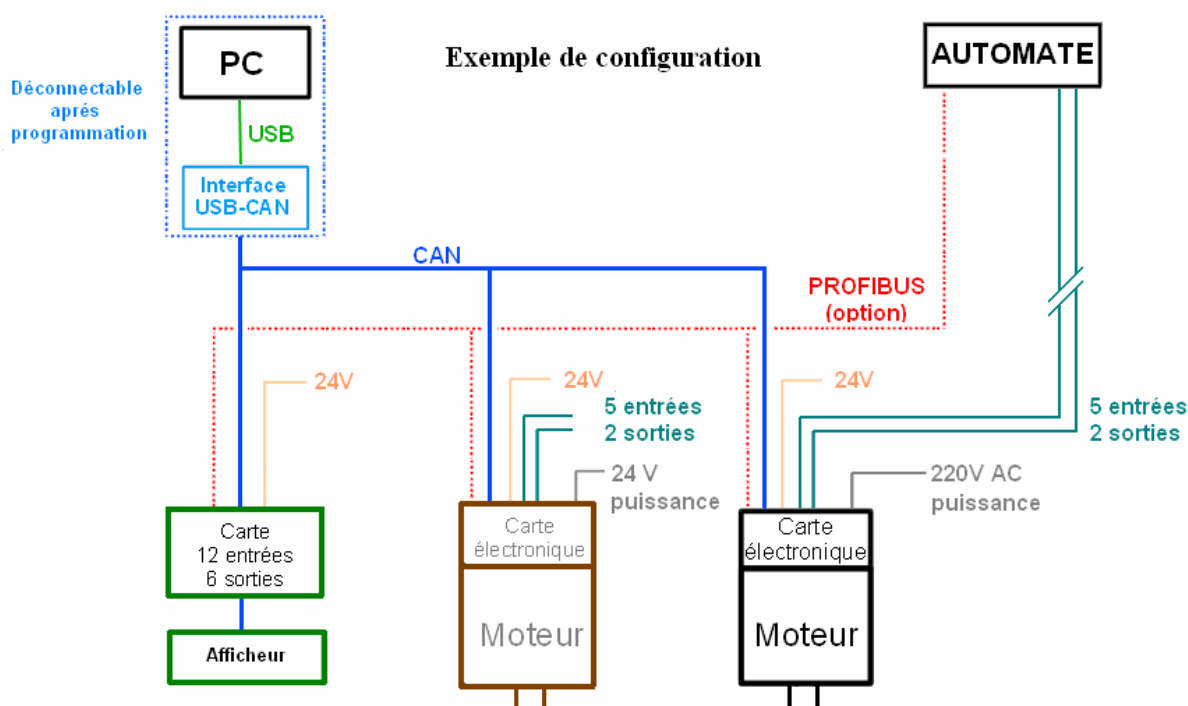 Exemple de configuration
PC
AUTOMATE
Déconnectable
aprés
programmation
USB
Interface
USB-CAN
CAN
PROFIBUS
(option)
24V
24V
24V
5 entrées
2 sorties
5 entrées
2 sorties
24 V
puissance
220V AC
puissance
Carte
12 entrées
6 sorties
Carte
électronique
Carte
électronique
Afficheur
Moteur
Moteur